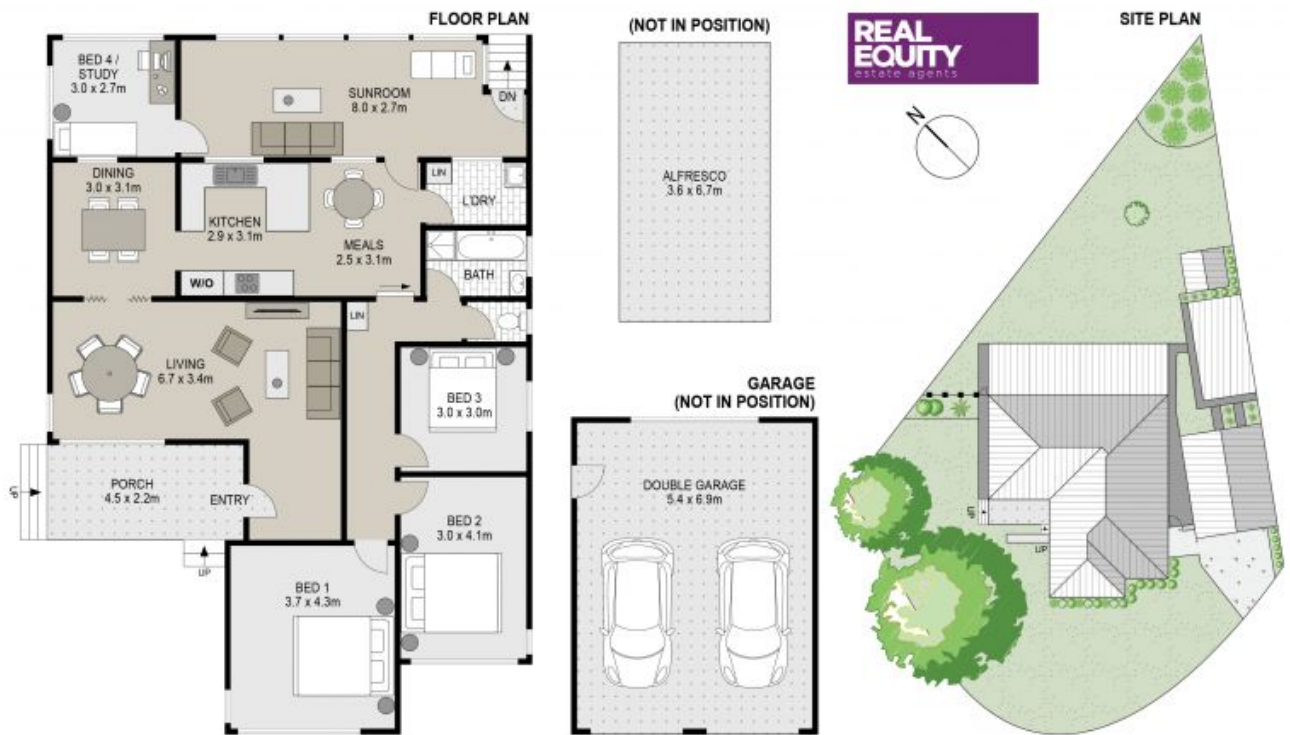 FLOOR PLAN
BED 4 /
STUDY
3.0 x 2.7m
SUNROOM
8.0 x 2.7m
DN
DINING
3.0 x 3.1m
KITCHEN
2.9 x 3.1m
MEALS
2.5 x 3.1m
LIN
L'DRY
BATH
W/O
LIN
LIVING
6.7 x 3.4m
BED 3
3.0 x 3.0m
UP
PORCH
4.5 x 2.2m
ENTRY
UP
BED 2
3.0 x 4.1m
BED 1
3.7 x 4.3m
(NOT IN POSITION)
ALFRESCO
3.6 x 6.7m
GARAGE
(NOT IN POSITION)
DOUBLE GARAGE
5.4 x 6.9m
REAL
EQUITY
estate agents
N
SITE PLAN
UP
UP